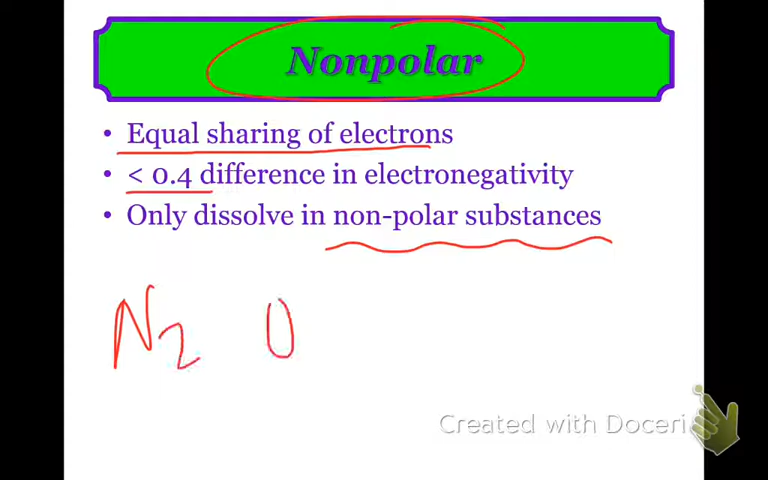 Nonpolar
• Equal sharing of electrons
• < 0.4 difference in electronegativity
• Only dissolve in non-polar substances
N2 O
Created with Doceri